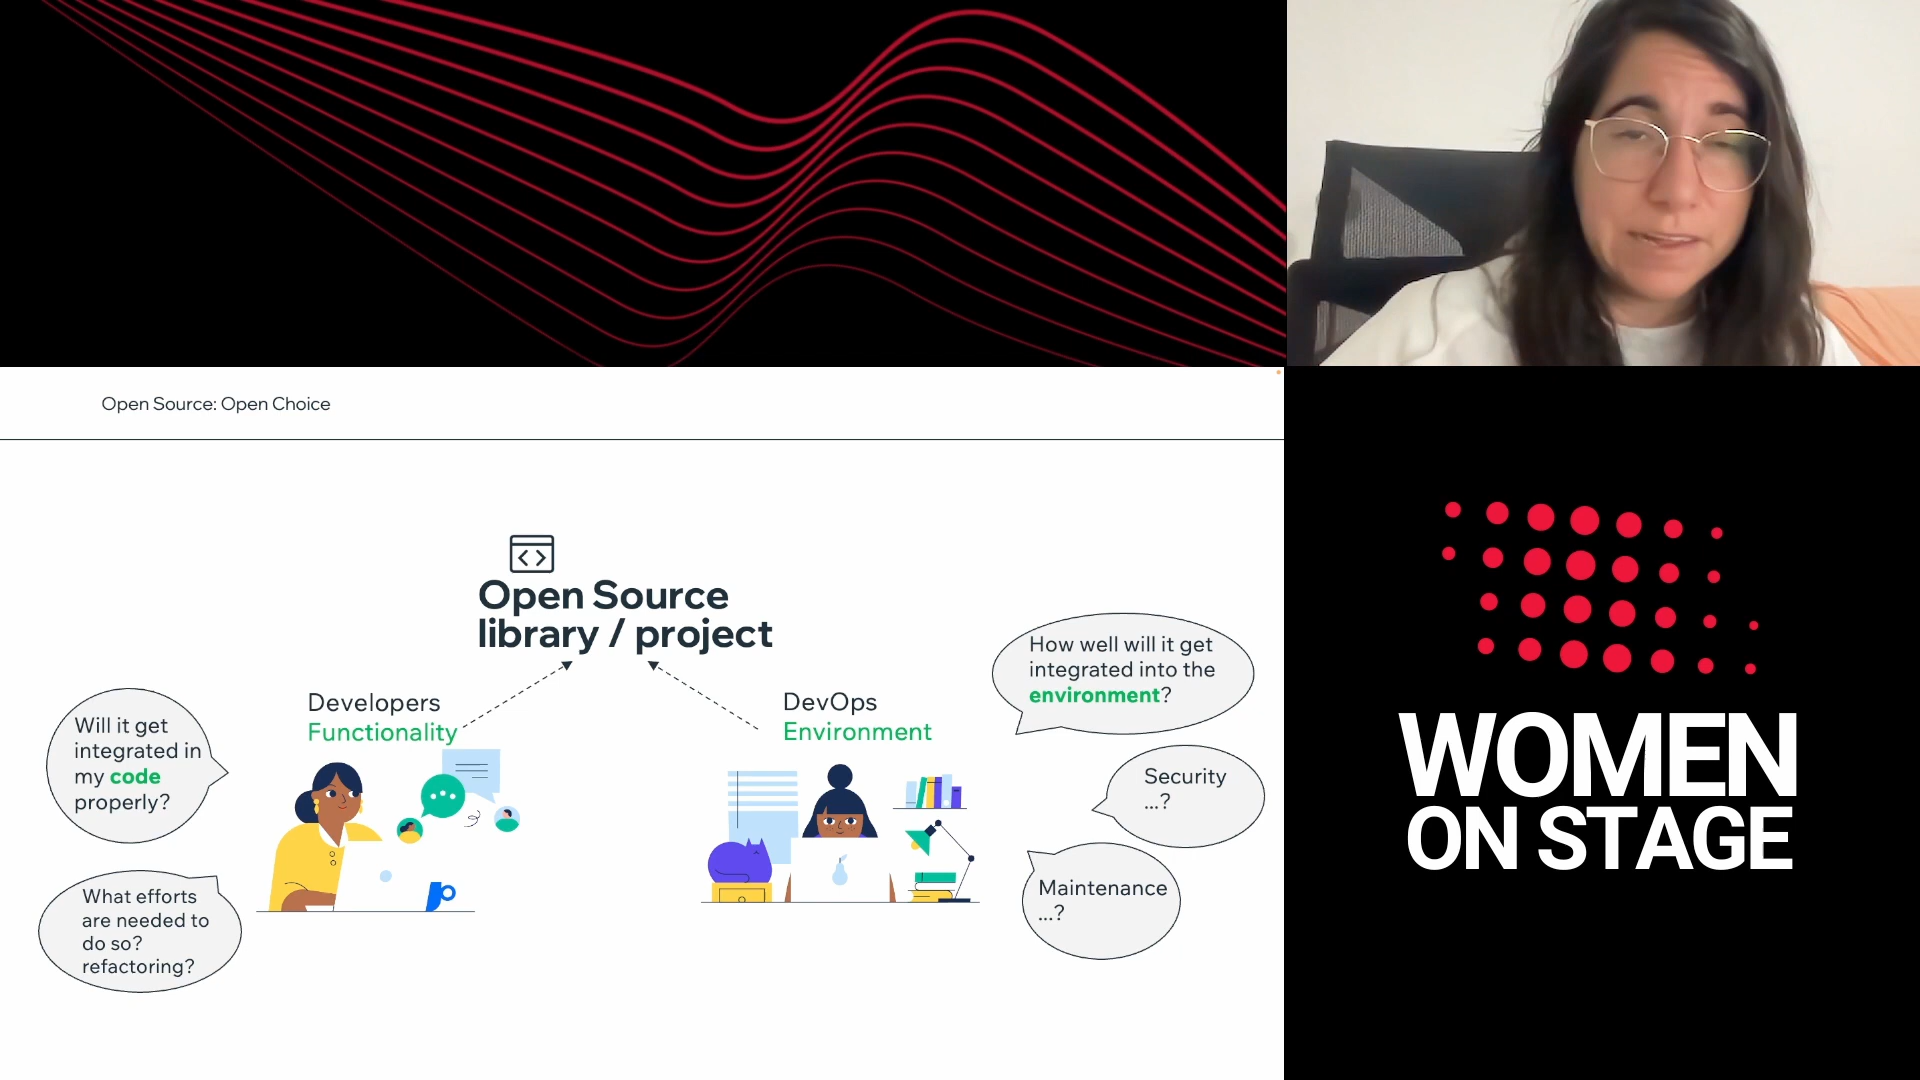 Open Source: Open Choice
Open Source
library / project
Developers
Functionality
DevOps
Environment
Will it get
integrated in
my code
properly?
What efforts
are needed to
do so?
refactoring?
How well will it get
integrated into the
environment?
Security
...?
Maintenance
...?
WOMEN
ON STAGE